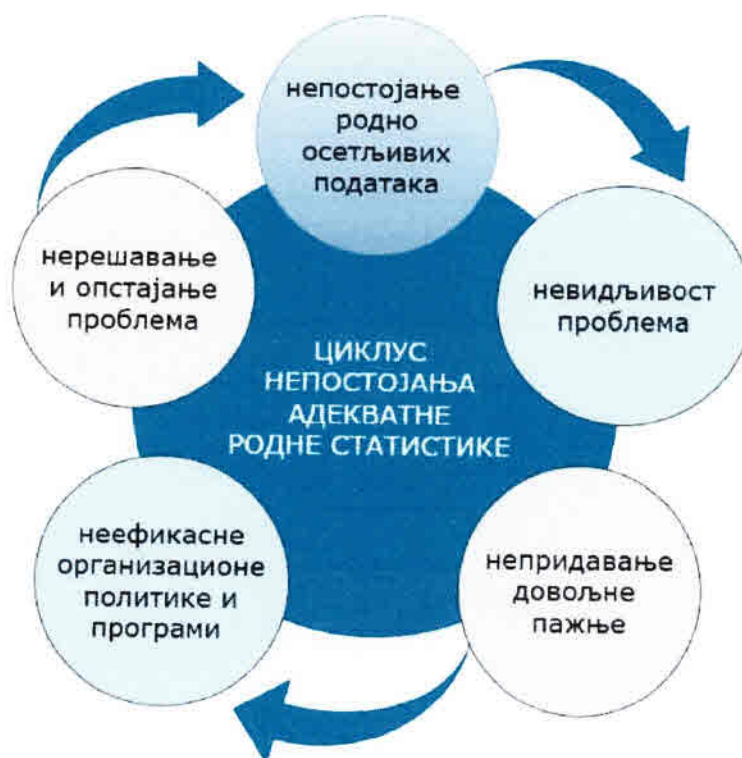 непостојање
родно
осетљивих
података
невидљивост
проблема
непридавање
довољне
пажње
неефикасне
организационе
политике и
програми
нерешавање
и опстајање
проблема
ЦИКЛУС
НЕПОСТОЈАЊА
АДЕКВАТНЕ
РОДНЕ СТАТИСТИКЕ